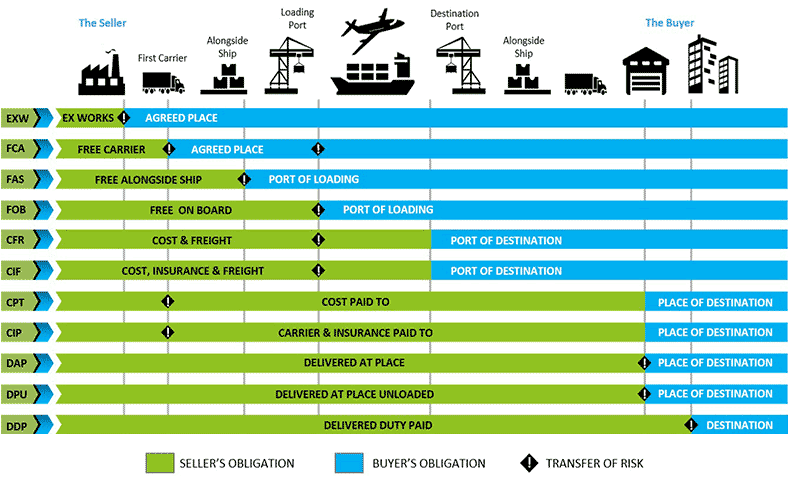 The Seller
First Carrier
Alongside
Ship
Loading
Port
Destination
Port
Alongside
Ship
The Buyer
EXW EX WORKS ! AGREED PLACE
FCA FREE CARRIER ! AGREED PLACE !
FAS FREE ALONGSIDE SHIP ! PORT OF LOADING
FOB FREE ON BOARD ! PORT OF LOADING
CFR COST & FREIGHT ! PORT OF DESTINATION
CIF COST, INSURANCE & FREIGHT ! PORT OF DESTINATION
CPT ! COST PAID TO PLACE OF DESTINATION
CIP ! CARRIER & INSURANCE PAID TO PLACE OF DESTINATION
DAP DELIVERED AT PLACE ! PLACE OF DESTINATION
DPU DELIVERED AT PLACE UNLOADED ! PLACE OF DESTINATION
DDP DELIVERED DUTY PAID ! DESTINATION
SELLER'S OBLIGATION BUYER'S OBLIGATION ! TRANSFER OF RISK